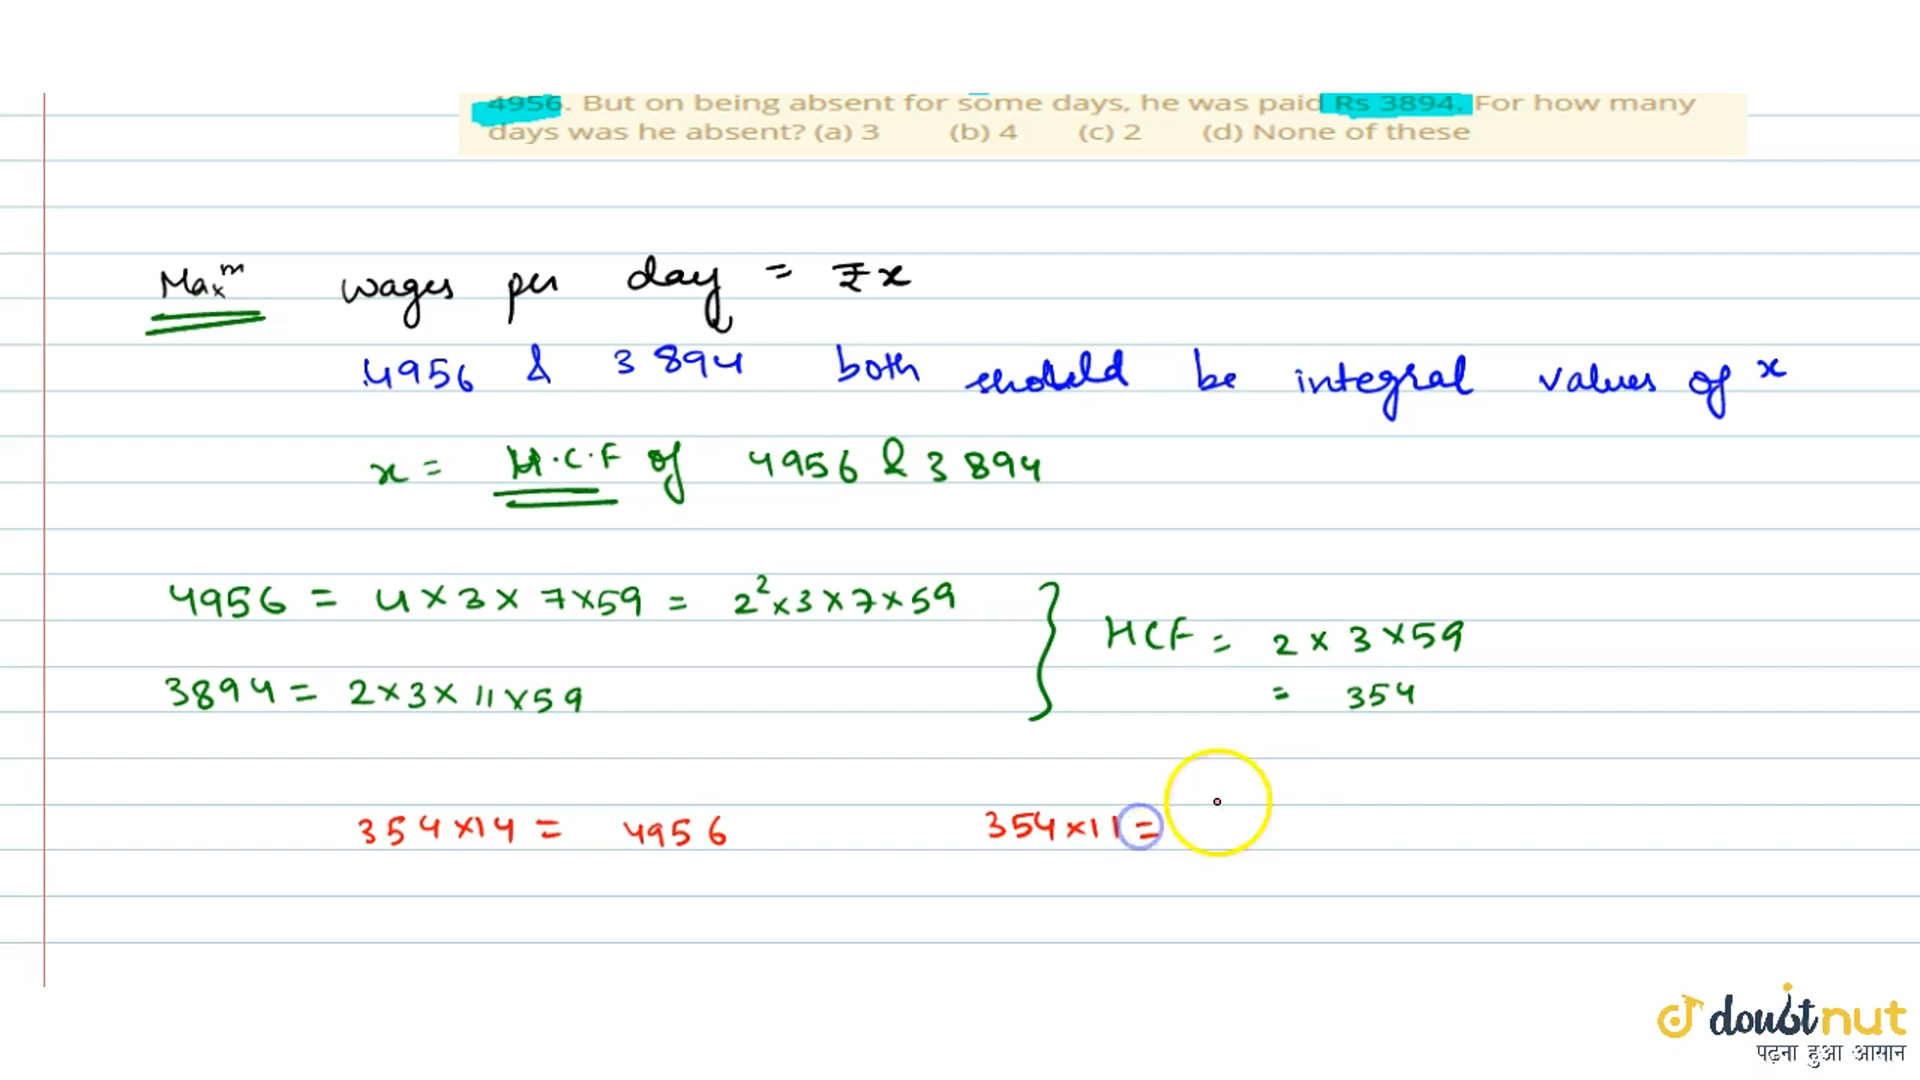 4956. But on being absent for some days, he was paid Rs 3894. For how many
days was he absent? (a) 3 (b) 4 (c) 2 (d) None of these
Maxᵐ wages per day = ₹x
4956 & 3894 both should be integral values of x
x = H.C.F of 4956 & 3894
4956 = 4×3×7×59 = 2²×3×7×59
HCF = 2×3×59
3894 = 2×3×11×59
= 354
354×14 = 4956 354×11 =
doubtnut
पढ़ना हुआ आसान